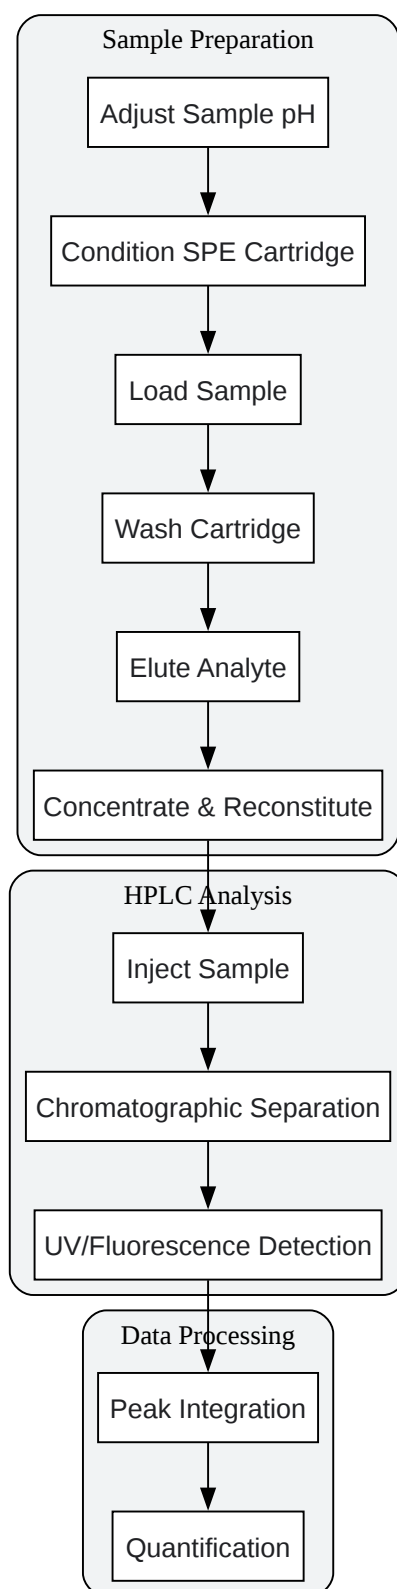 Sample Preparation
Adjust Sample pH
Condition SPE Cartridge
Load Sample
Wash Cartridge
Elute Analyte
Concentrate & Reconstitute
HPLC Analysis
Inject Sample
Chromatographic Separation
UV/Fluorescence Detection
Data Processing
Peak Integration
Quantification